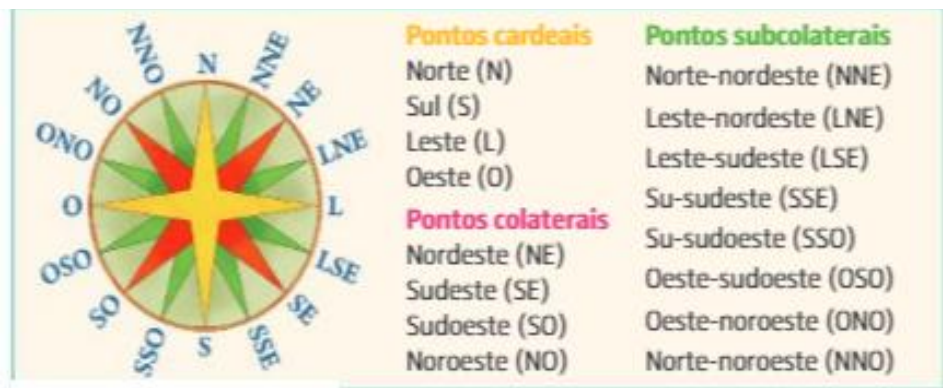 N
NNE
NE
LNE
L
LSE
SE
SSE
S
SSO
SO
OSO
O
ONO
NO
NNO
Pontos cardeais
Norte (N)
Sul (S)
Leste (L)
Oeste (O)
Pontos colaterais
Nordeste (NE)
Sudeste (SE)
Sudoeste (SO)
Noroeste (NO)
Pontos subcolaterais
Norte-nordeste (NNE)
Leste-nordeste (LNE)
Leste-sudeste (LSE)
Su-sudeste (SSE)
Su-sudoeste (SSO)
Oeste-sudoeste (OSO)
Oeste-noroeste (ONO)
Norte-noroeste (NNO)